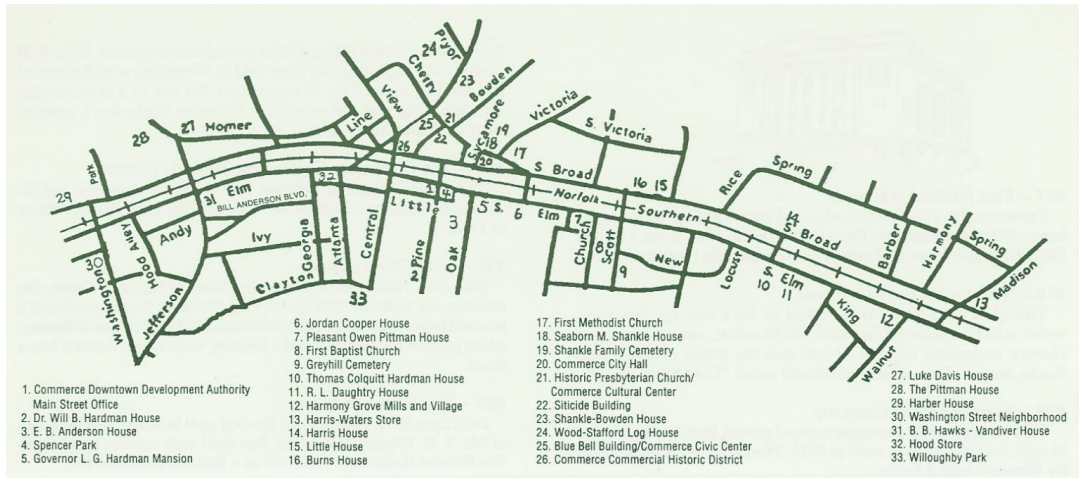 24 Pryor
Cherry
23
Bowden
View
Line
28
27 Homer
25
21
22
26
Sycamore
19
18
20
17
Victoria
S. Victoria
29
Park
31 Elm
BILL ANDERSON BLVD.
32
1
4
Little
S Broad
Norfolk
16 15
Southern
Rice
Spring
14
S. Broad
Barber
Harmony
Spring
Madison
13
30
Washington
Hood Alley
Andy
Jefferson
Ivy
Clayton
Georgia
Atlanta
Central
33
Pine
2
Oak
3
5
S.
6
Elm
7
Church
8
Scott
9
New
Locust
S. Elm
10
11
King
12
Walnut
1. Commerce Downtown Development Authority
Main Street Office
2. Dr. Will B. Hardman House
3. E. B. Anderson House
4. Spencer Park
5. Governor L. G. Hardman Mansion
6. Jordan Cooper House
7. Pleasant Owen Pittman House
8. First Baptist Church
9. Greyhill Cemetery
10. Thomas Colquitt Hardman House
11. R. L. Daughtry House
12. Harmony Grove Mills and Village
13. Harris-Waters Store
14. Harris House
15. Little House
16. Burns House
17. First Methodist Church
18. Seaborn M. Shankle House
19. Shankle Family Cemetery
20. Commerce City Hall
21. Historic Presbyterian Church/
Commerce Cultural Center
22. Siticide Building
23. Shankle-Bowden House
24. Wood-Stafford Log House
25. Blue Bell Building/Commerce Civic Center
26. Commerce Commercial Historic District
27. Luke Davis House
28. The Pittman House
29. Harber House
30. Washington Street Neighborhood
31. B. B. Hawks - Vandiver House
32. Hood Store
33. Willoughby Park